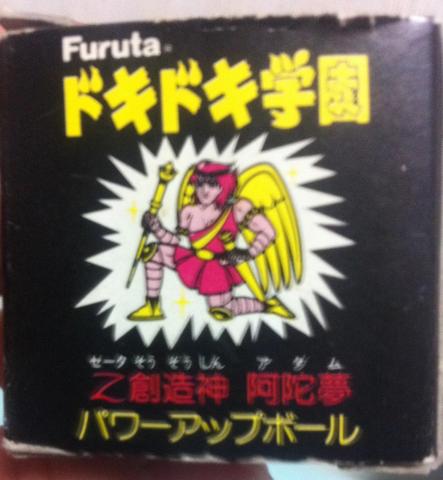 Furuta
ドキドキ学園
ゼータ そう ぞう しん ア ダ ム
Z創造神 阿陀夢
パワーアップボール